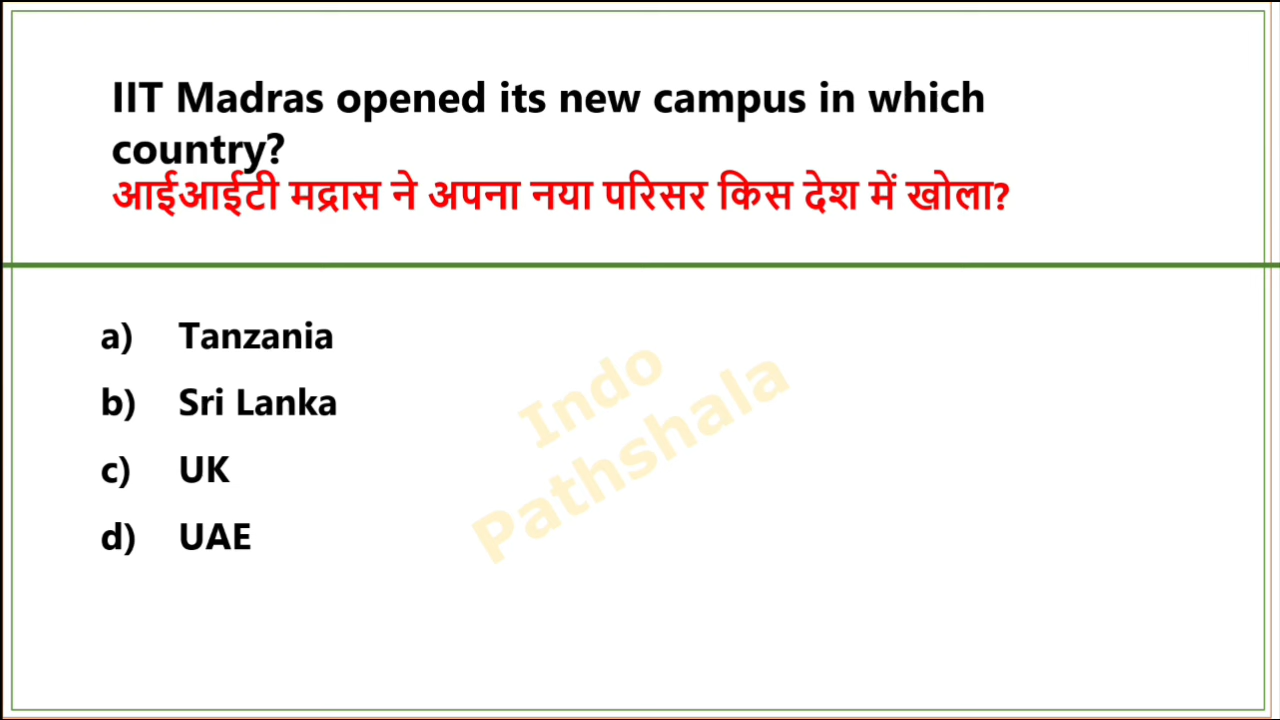 IIT Madras opened its new campus in which
country?
आईआईटी मद्रास ने अपना नया परिसर किस देश में खोला?
a) Tanzania
b) Sri Lanka
c) UK
d) UAE
Indo
Pathshala